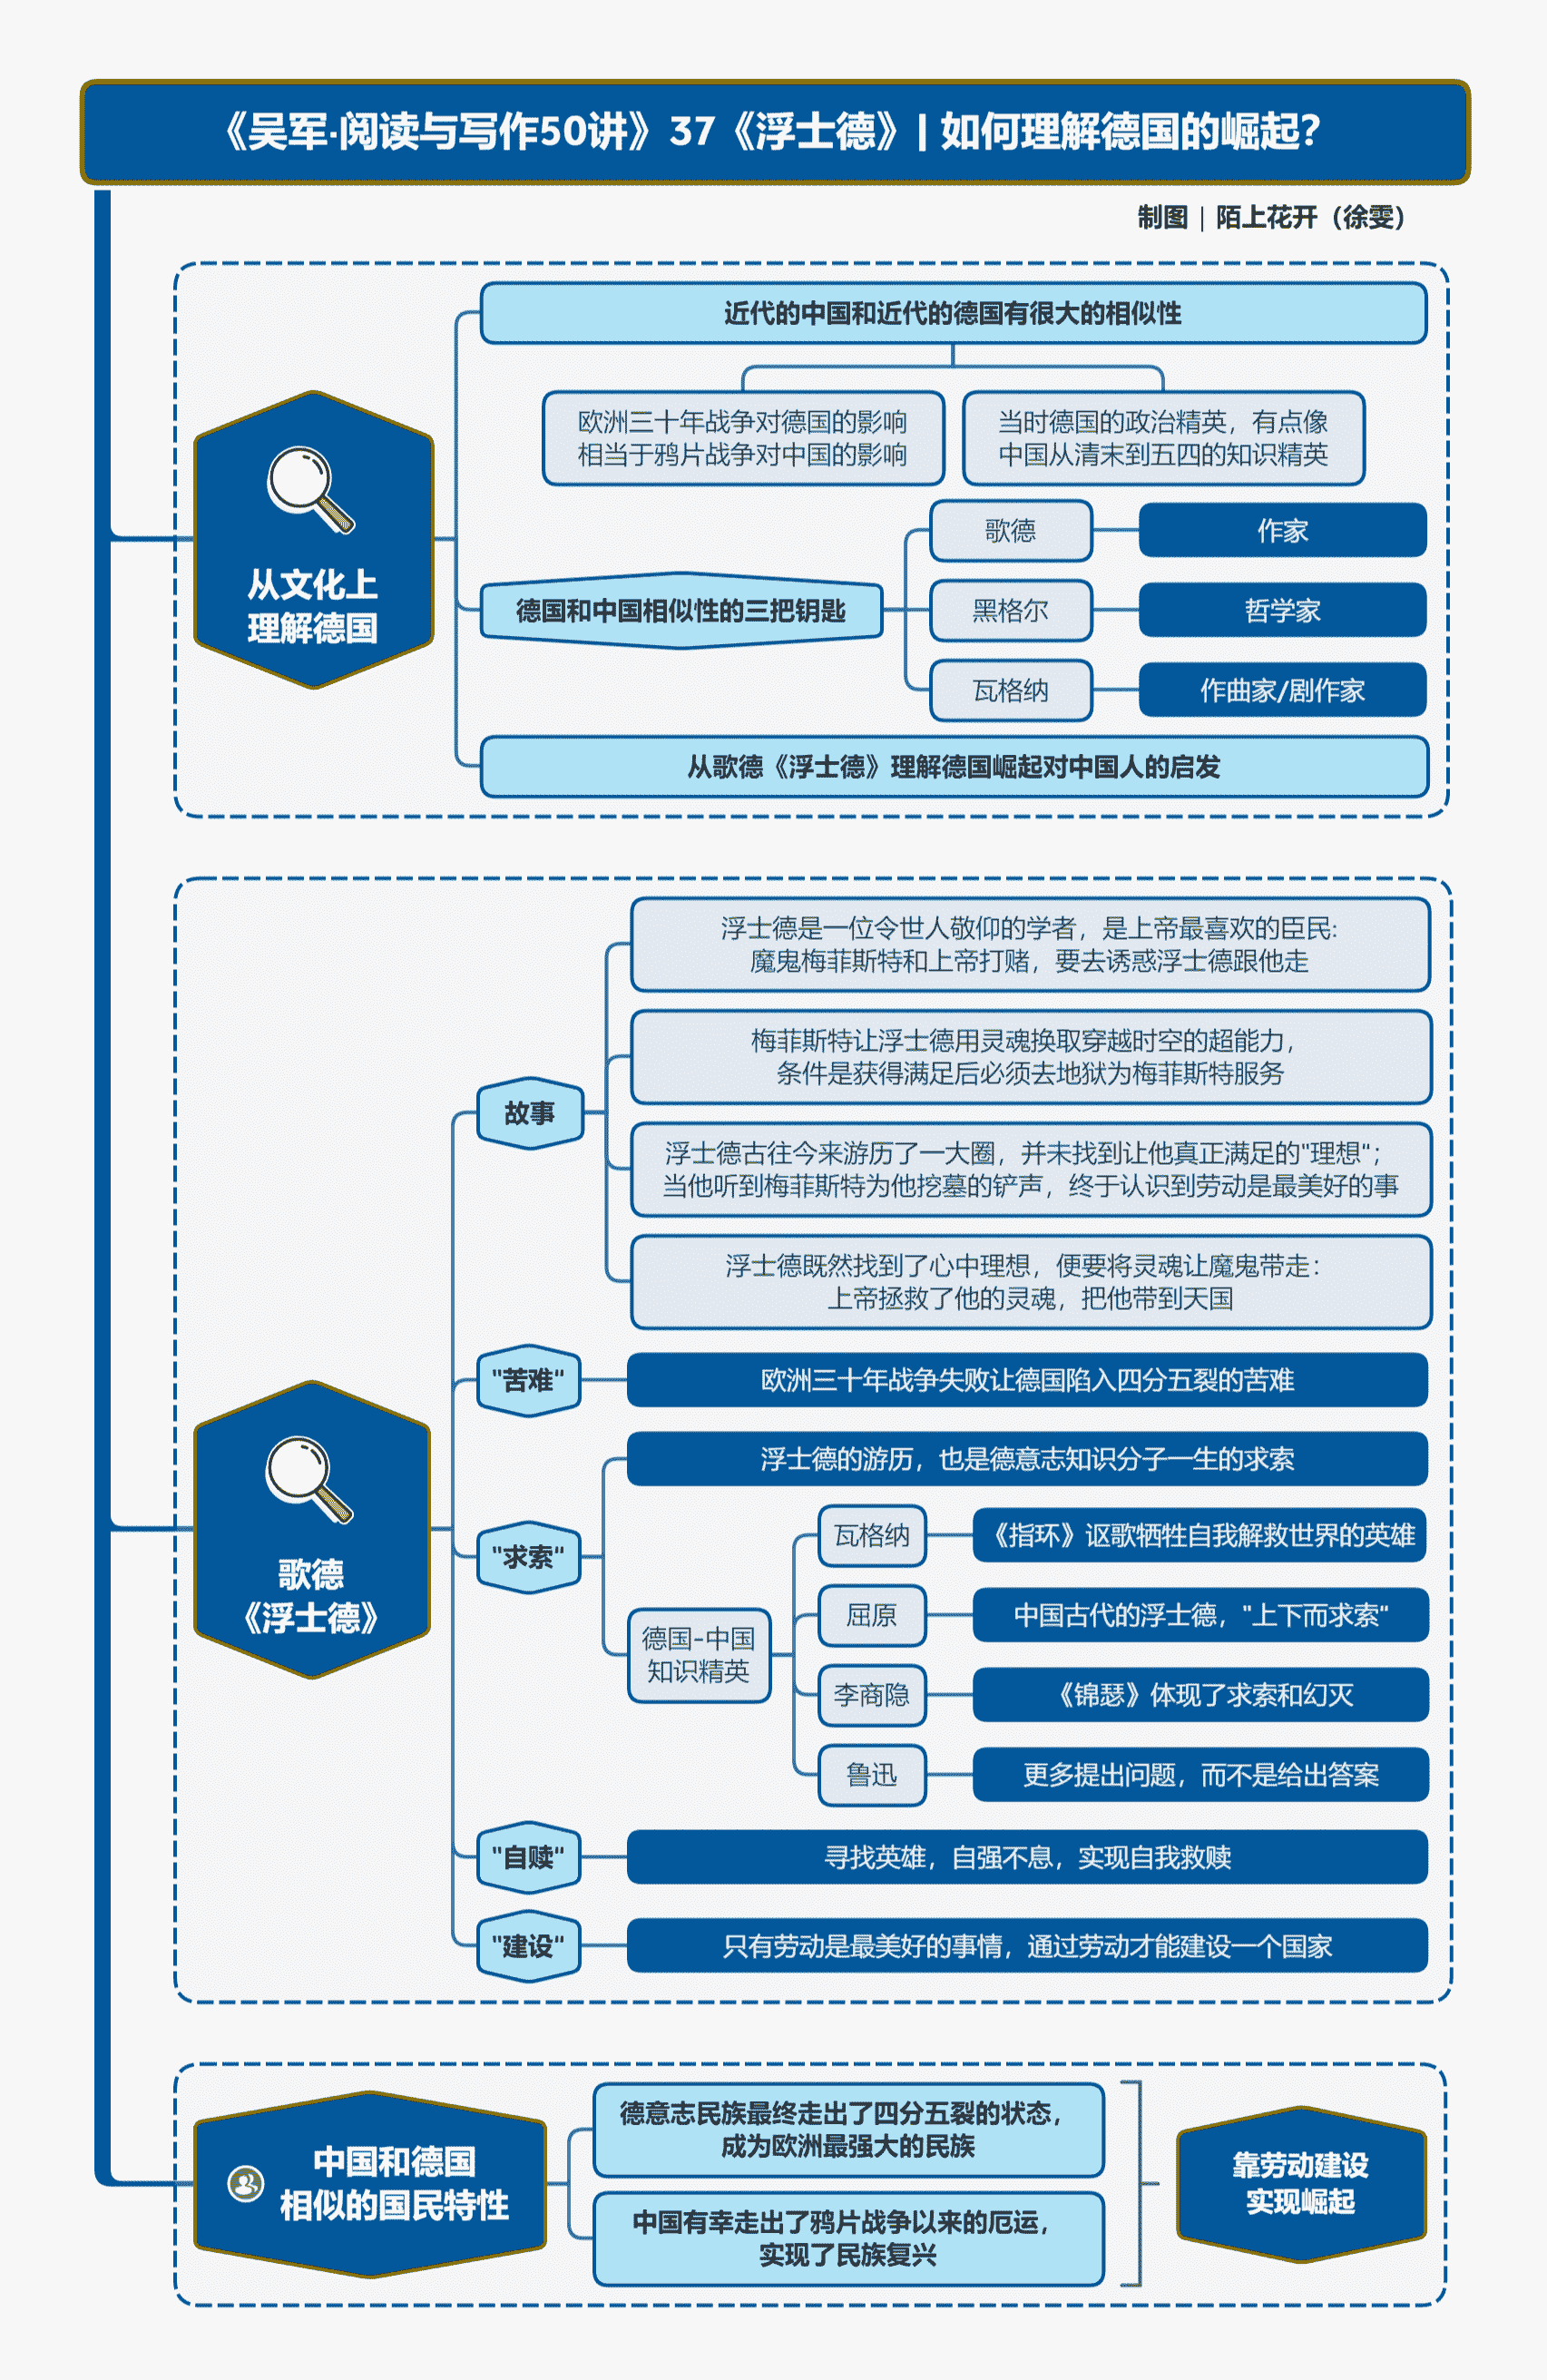 《吴军·阅读与写作50讲》37《浮士德》| 如何理解德国的崛起?
制图｜陌上花开（徐雯）
从文化上
理解德国
近代的中国和近代的德国有很大的相似性
欧洲三十年战争对德国的影响
相当于鸦片战争对中国的影响
当时德国的政治精英，有点像
中国从清末到五四的知识精英
德国和中国相似性的三把钥匙
歌德
作家
黑格尔
哲学家
瓦格纳
作曲家/剧作家
从歌德《浮士德》理解德国崛起对中国人的启发
歌德
《浮士德》
故事
浮士德是一位令世人敬仰的学者，是上帝最喜欢的臣民:
魔鬼梅菲斯特和上帝打赌，要去诱惑浮士德跟他走
梅菲斯特让浮士德用灵魂换取穿越时空的超能力，
条件是获得满足后必须去地狱为梅菲斯特服务
浮士德古往今来游历了一大圈，并未找到让他真正满足的"理想"；
当他听到梅菲斯特为他挖墓的铲声，终于认识到劳动是最美好的事
浮士德既然找到了心中理想，便要将灵魂让魔鬼带走：
上帝拯救了他的灵魂，把他带到天国
"苦难"
欧洲三十年战争失败让德国陷入四分五裂的苦难
"求索"
浮士德的游历，也是德意志知识分子一生的求索
德国-中国
知识精英
瓦格纳
《指环》讴歌牺牲自我解救世界的英雄
屈原
中国古代的浮士德，"上下而求索"
李商隐
《锦瑟》体现了求索和幻灭
鲁迅
更多提出问题，而不是给出答案
"自赎"
寻找英雄，自强不息，实现自我救赎
"建设"
只有劳动是最美好的事情，通过劳动才能建设一个国家
中国和德国
相似的国民特性
德意志民族最终走出了四分五裂的状态，
成为欧洲最强大的民族
中国有幸走出了鸦片战争以来的厄运，
实现了民族复兴
靠劳动建设
实现崛起